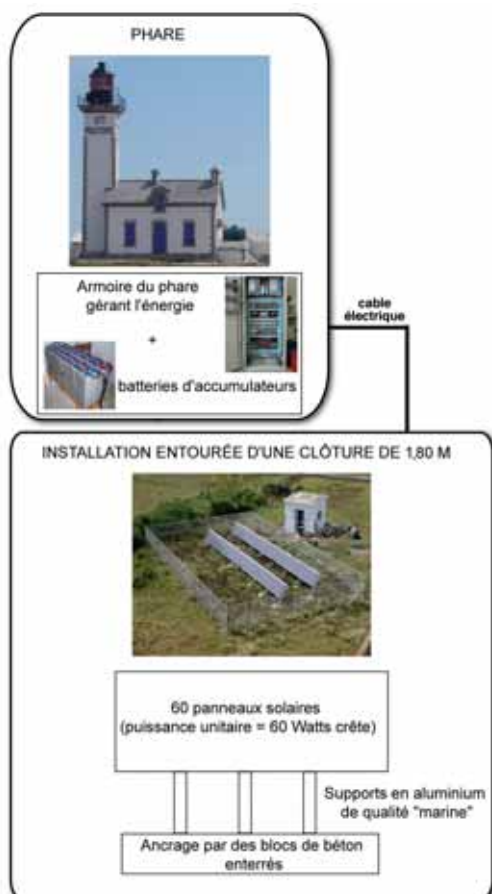 PHARE
Armoire du phare
gérant l'énergie
+
batteries d'accumulateurs
cable
électrique
INSTALLATION ENTOURÉE D'UNE CLÔTURE DE 1,80 M
60 panneaux solaires
(puissance unitaire = 60 Watts crête)
Supports en aluminium
de qualité "marine"
Ancrage par des blocs de béton
enterrés